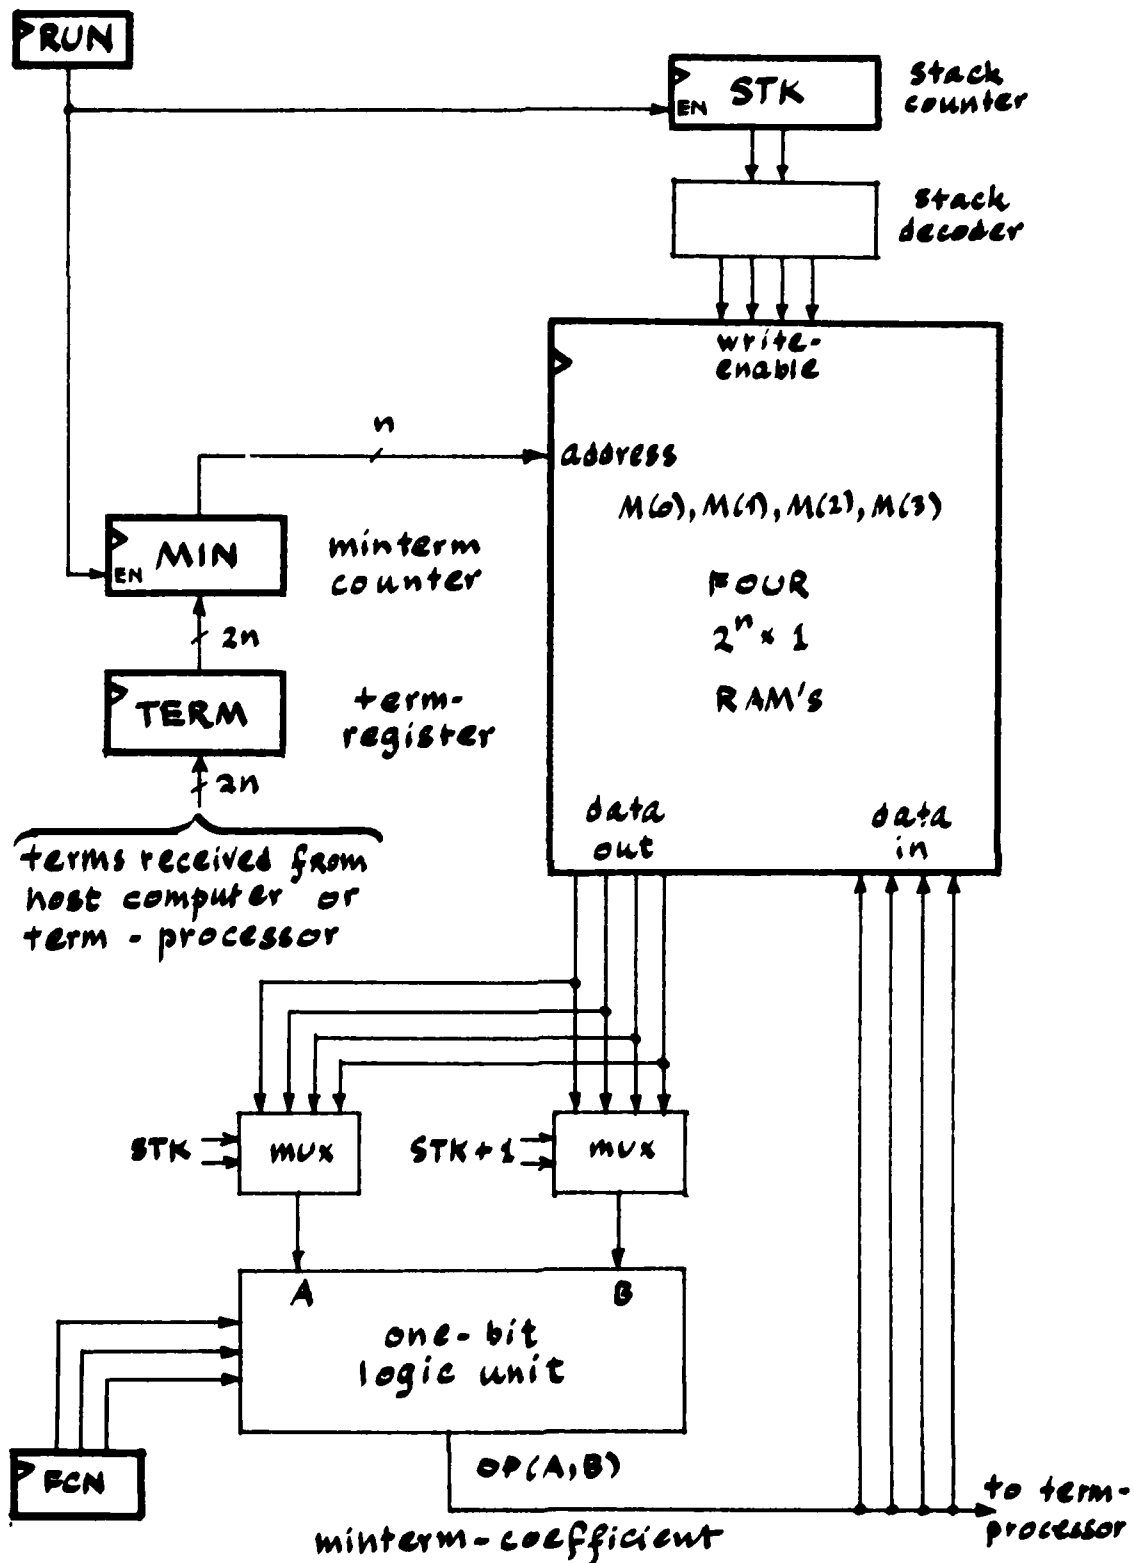 RUN
STK
EN
stack
counter
stack
decoder
write-
enable
n
address
M(0), M(1), M(2), M(3)
MIN
EN
minterm
counter
FOUR
2ⁿ × 1
RAM's
2n
TERM
term-
register
2n
data
out
data
in
terms received from
host computer or
term - processor
STK
mux
STK + 1
mux
A
B
one-bit
logic unit
FCN
OP(A,B)
to term-
processor
minterm-coefficient